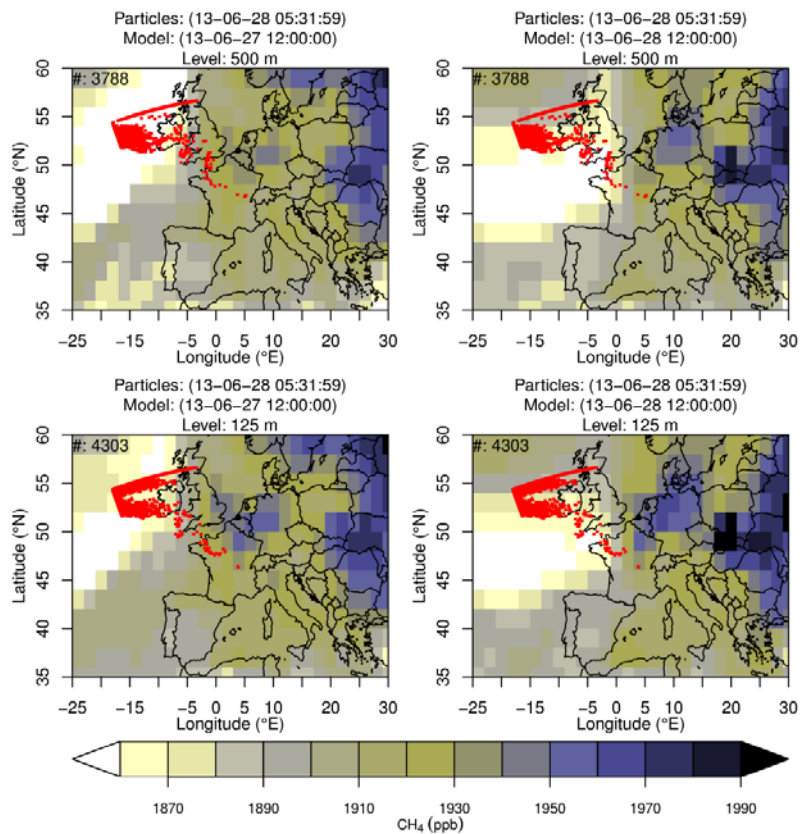 Particles: (13−06−28 05:31:59)
Model: (13−06−27 12:00:00)
Level: 500 m
#: 3788
60
55
50
45
40
35
Latitude (°N)
−25 −15 −5 0 5 10 20 30
Longitude (°E)
Particles: (13−06−28 05:31:59)
Model: (13−06−28 12:00:00)
Level: 500 m
#: 3788
60
55
50
45
40
35
Latitude (°N)
−25 −15 −5 0 5 10 20 30
Longitude (°E)
Particles: (13−06−28 05:31:59)
Model: (13−06−27 12:00:00)
Level: 125 m
#: 4303
60
55
50
45
40
35
Latitude (°N)
−25 −15 −5 0 5 10 20 30
Longitude (°E)
Particles: (13−06−28 05:31:59)
Model: (13−06−28 12:00:00)
Level: 125 m
#: 4303
60
55
50
45
40
35
Latitude (°N)
−25 −15 −5 0 5 10 20 30
Longitude (°E)
1870 1890 1910 1930 1950 1970 1990
CH₄ (ppb)